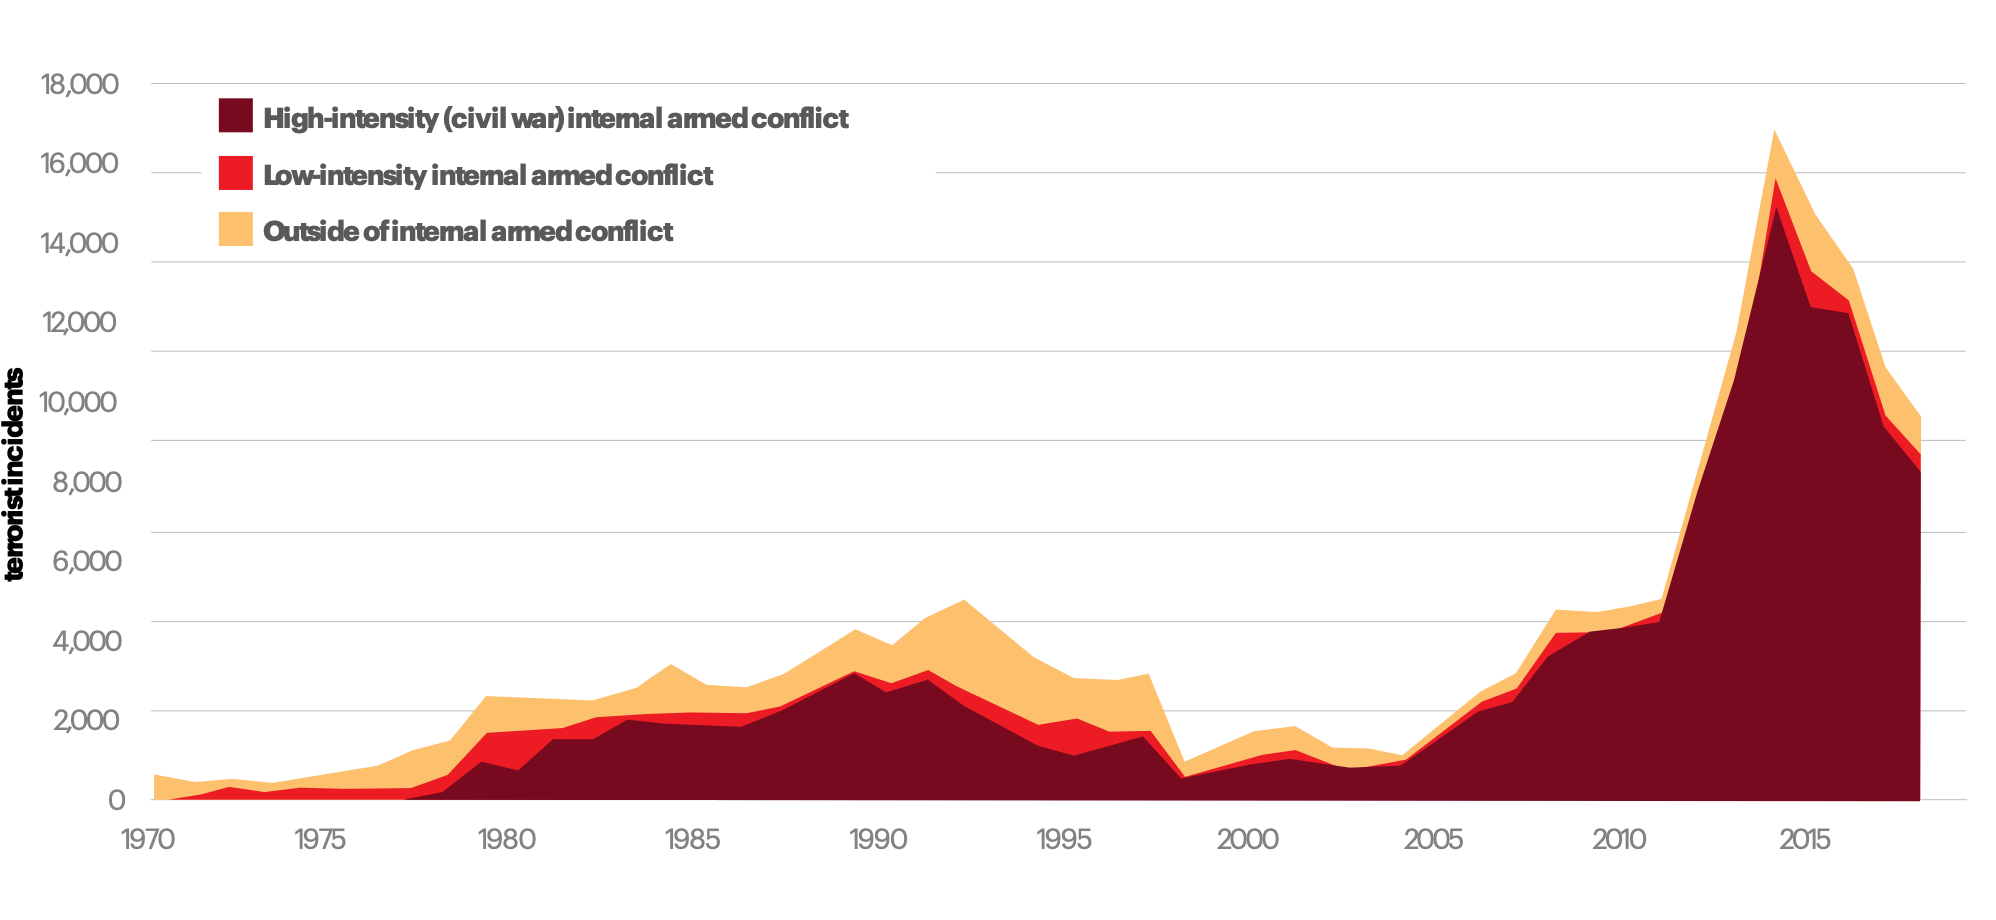 18,000
High-intensity (civil war) internal armed conflict
16,000
Low-intensity internal armed conflict
Outside of internal armed conflict
14,000
12,000
10,000
terrorist incidents
8,000
6,000
4,000
2,000
0
1970 1975 1980 1985 1990 1995 2000 2005 2010 2015